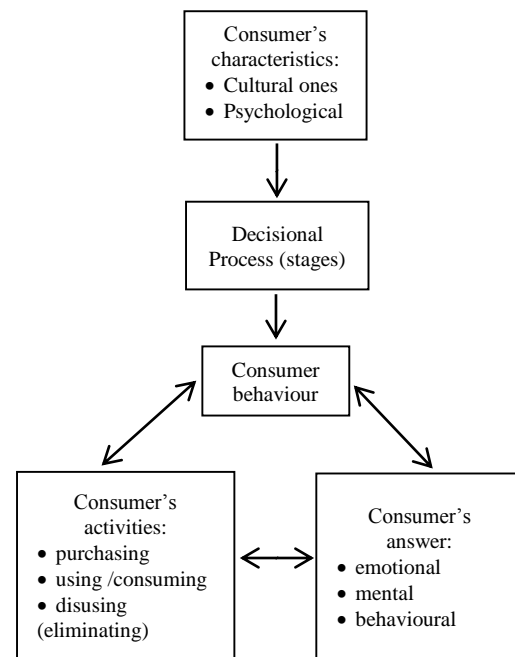 Consumer’s
characteristics:
• Cultural ones
• Psychological
Decisional
Process (stages)
Consumer
behaviour
Consumer’s
activities:
• purchasing
• using /consuming
• disusing
(eliminating)
Consumer’s
answer:
• emotional
• mental
• behavioural